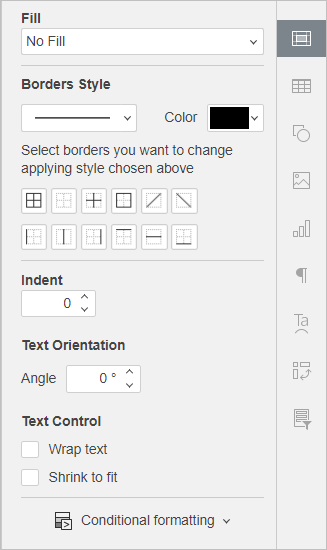 Fill
No Fill
Borders Style
Color
Select borders you want to change
applying style chosen above
Indent
0
Text Orientation
Angle 0 °
Text Control
Wrap text
Shrink to fit
Conditional formatting
Ta